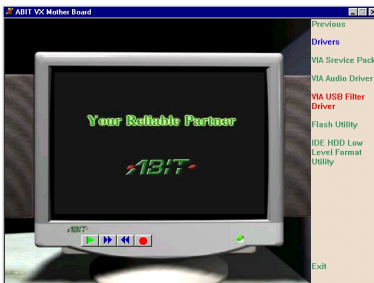 ABIT VX Mother Board
Previous
Drivers
VIA Srevice Pack
VIA Audio Driver
VIA USB Filter
Driver
Flash Utility
IDE HDD Low
Level Format
Utility
Your Reliable Partner
ABIT
ABIT
Exit